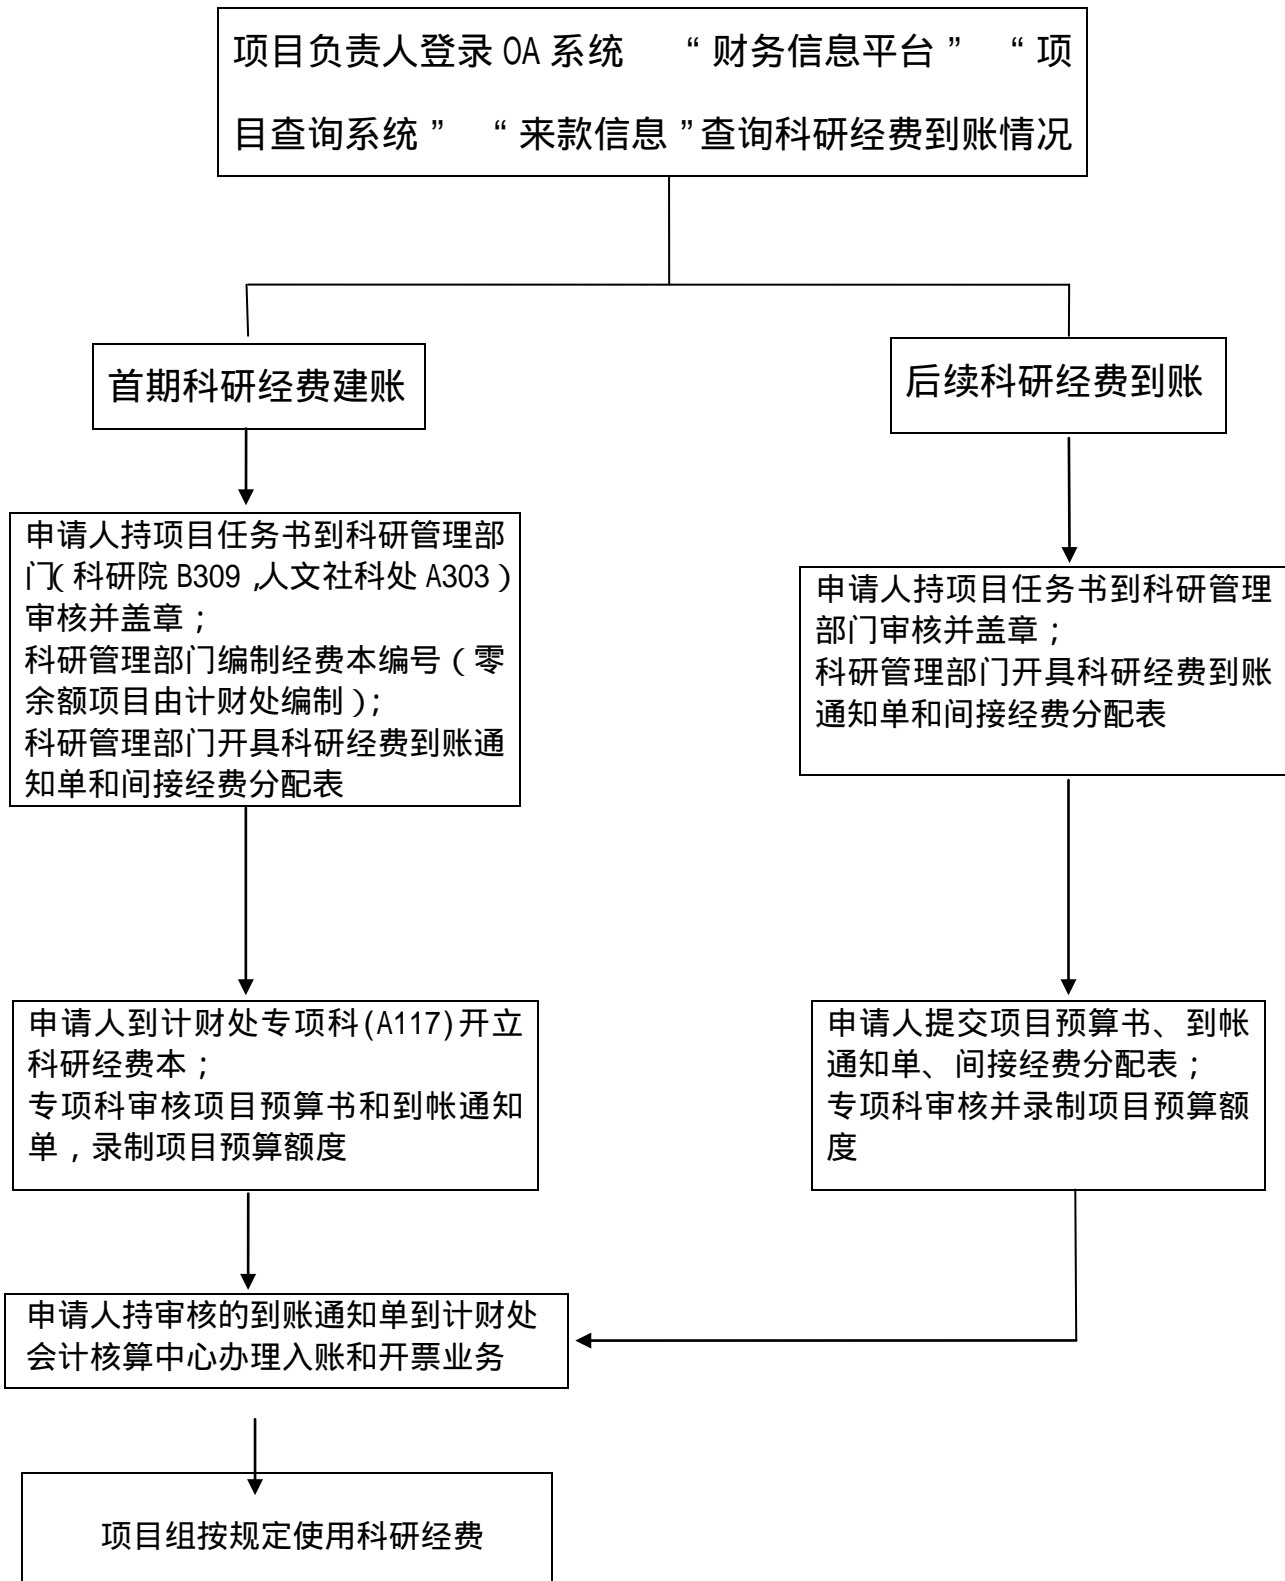 项目负责人登录 OA 系统 “财务信息平台” “项
目查询系统” “来款信息”查询科研经费到账情况
首期科研经费建账
后续科研经费到账
申请人持项目任务书到科研管理部
门（科研院 B309，人文社科处 A303）
审核并盖章；
科研管理部门编制经费本编号（零
余额项目由计财处编制）；
科研管理部门开具科研经费到账通
知单和间接经费分配表
申请人持项目任务书到科研管理
部门审核并盖章；
科研管理部门开具科研经费到账
通知单和间接经费分配表
申请人到计财处专项科(A117)开立
科研经费本；
专项科审核项目预算书和到帐通知
单，录制项目预算额度
申请人提交项目预算书、到帐
通知单、间接经费分配表；
专项科审核并录制项目预算额
度
申请人持审核的到账通知单到计财处
会计核算中心办理入账和开票业务
项目组按规定使用科研经费